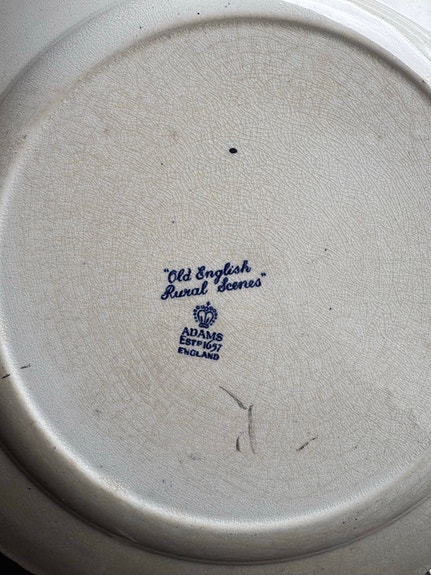 "Old English
Rural Scenes"
ADAMS
ESTD 1657
ENGLAND